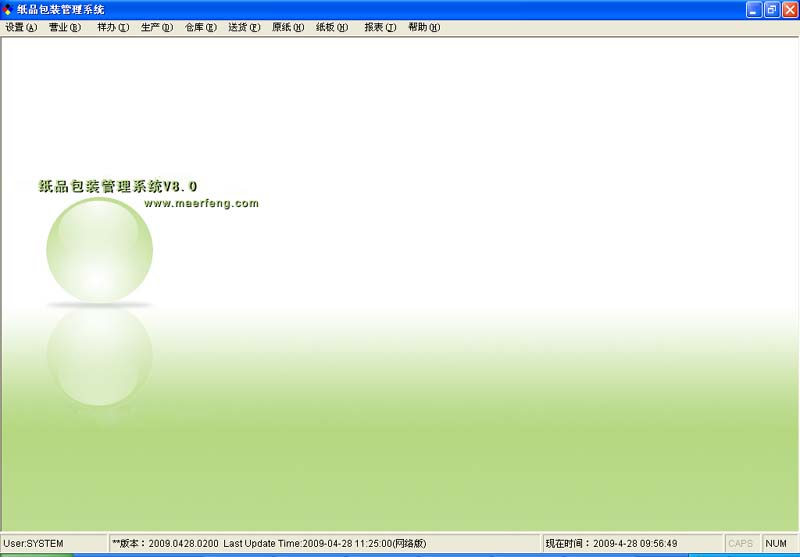 纸品包装管理系统
设置(A) 营业(B) 样办(I) 生产(D) 仓库(E) 送货(F) 原纸(H) 纸板(M) 报表(T) 帮助(H)
纸品包装管理系统V8.0
www.maerfeng.com
User:SYSTEM **版本：2009.0428.0200 Last Update Time:2009-04-28 11:25:00(网络版) 现在时间：2009-4-28 09:56:49 CAPS NUM